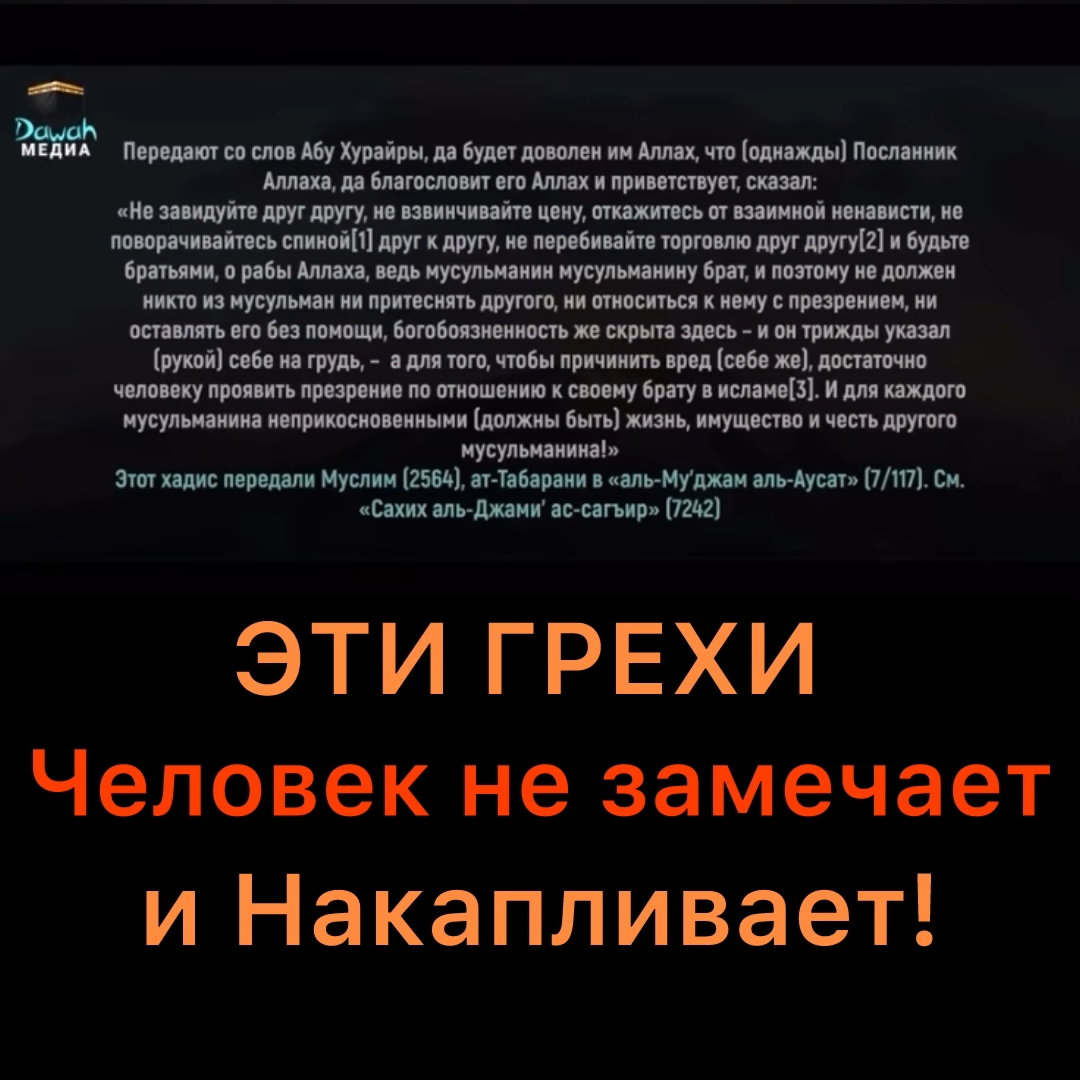 Dawah
МЕДИА
Передают со слов Абу Хурайры, да будет доволен им Аллах, что (однажды) Посланник
Аллаха, да благословит его Аллах и приветствует, сказал:
«Не завидуйте друг другу, не взвинчивайте цену, откажитесь от взаимной ненависти, не
поворачивайтесь спиной[1] друг к другу, не перебивайте торговлю друг другу[2] и будьте
братьями, о рабы Аллаха, ведь мусульманин мусульманину брат, и поэтому не должен
никто из мусульман ни притеснять другого, ни относиться к нему с презрением, ни
оставлять его без помощи, богобоязненность же скрыта здесь – и он трижды указал
(рукой) себе на грудь, – а для того, чтобы причинить вред (себе же), достаточно
человеку проявить презрение по отношению к своему брату в исламе[3]. И для каждого
мусульманина неприкосновенными (должны быть) жизнь, имущество и честь другого
мусульманина!»
Этот хадис передали Муслим (2564), ат-Табарани в «аль-Му'джам аль-Аусат» (7/117). См.
«Сахих аль-Джами' ас-сагъир» (7242)
ЭТИ ГРЕХИ
Человек не замечает
и Накапливает!